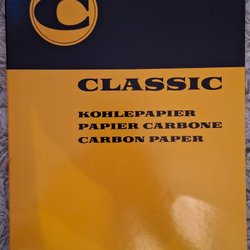 C
CLASSIC
KOHLEPAPIER
PAPIER CARBONE
CARBON PAPER